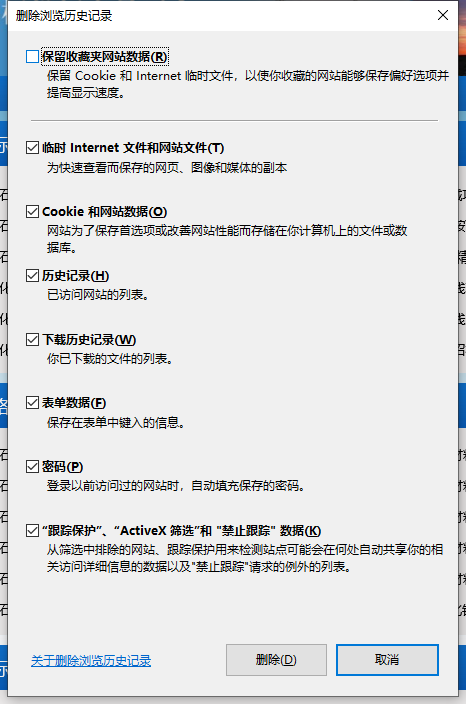 删除浏览历史记录
保留收藏夹网站数据(R)
保留 Cookie 和 Internet 临时文件，以使你收藏的网站能够保存偏好选项并
提高显示速度。
临时 Internet 文件和网站文件(T)
为快速查看而保存的网页、图像和媒体的副本
Cookie 和网站数据(O)
网站为了保存首选项或改善网站性能而存储在你计算机上的文件或数
据库。
历史记录(H)
已访问网站的列表。
下载历史记录(W)
你已下载的文件的列表。
表单数据(F)
保存在表单中键入的信息。
密码(P)
登录以前访问过的网站时，自动填充保存的密码。
“跟踪保护”、“ActiveX 筛选”和 "禁止跟踪" 数据(K)
从筛选中排除的网站、跟踪保护用来检测站点可能会在何处自动共享你的相
关访问详细信息的数据以及"禁止跟踪"请求的例外的列表。
关于删除浏览历史记录
删除(D)
取消